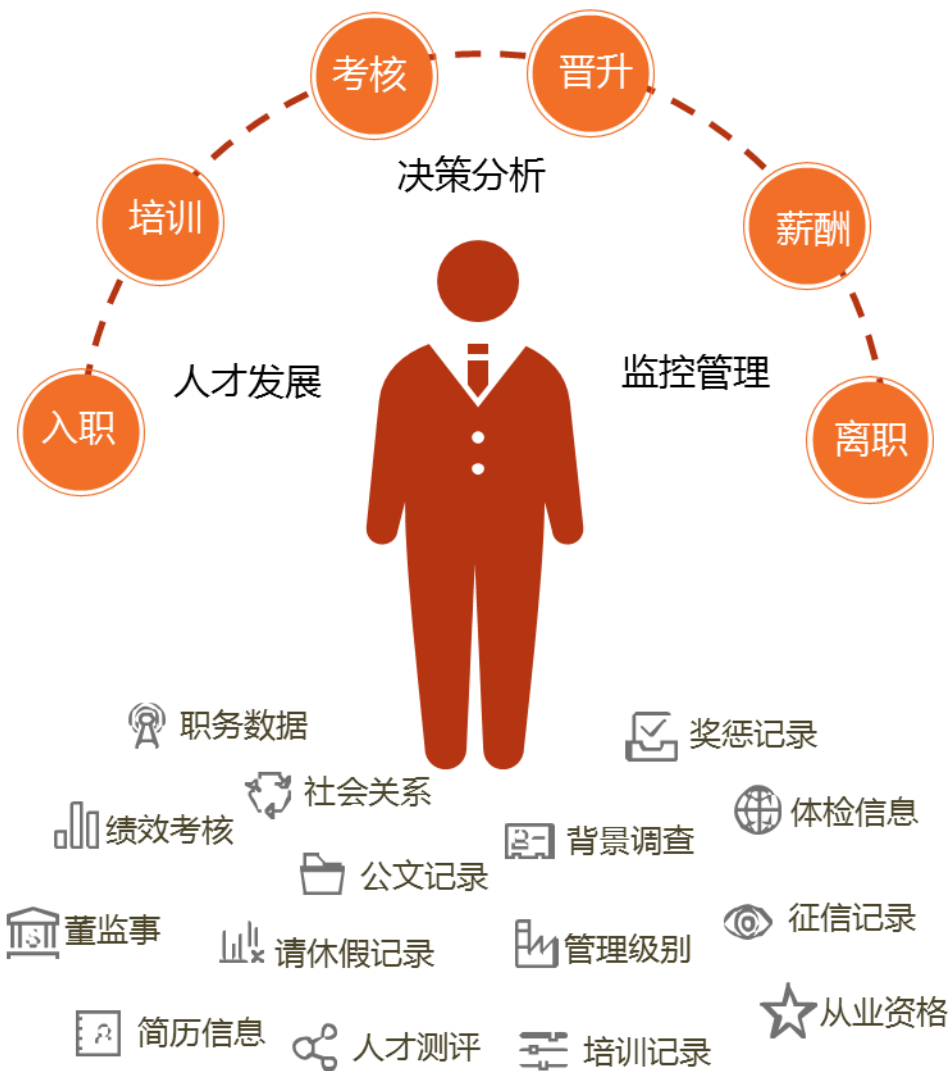 考核
晋升
决策分析
培训
薪酬
人才发展
监控管理
入职
离职
职务数据
奖惩记录
社会关系
体检信息
绩效考核
背景调查
公文记录
董监事
征信记录
请休假记录
管理级别
从业资格
简历信息
人才测评
培训记录